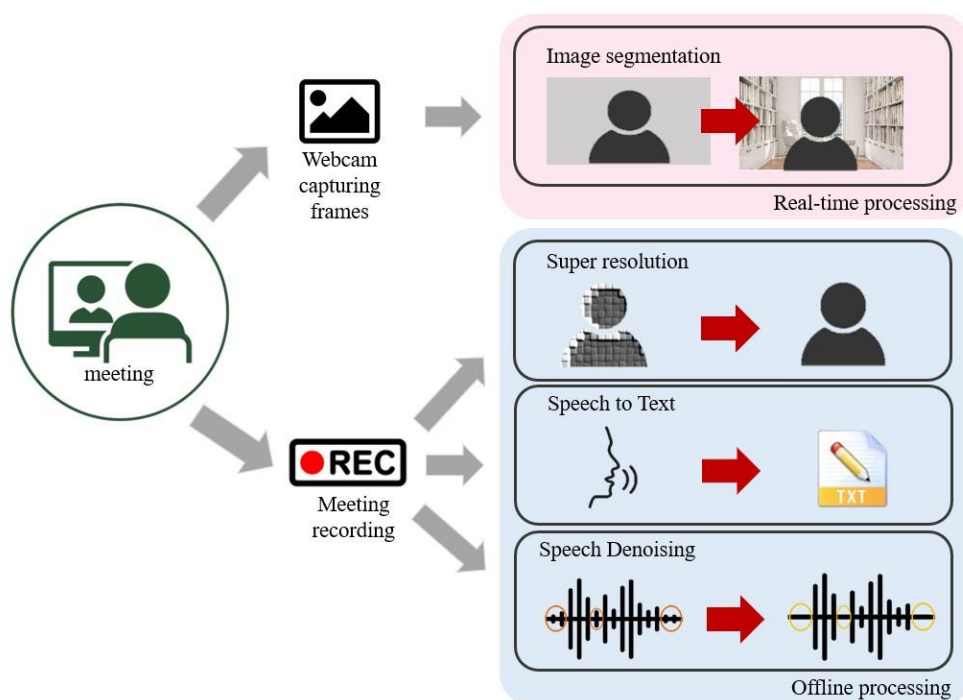 Image segmentation
Webcam
capturing
frames
Real-time processing
meeting
Super resolution
Speech to Text
REC
Meeting
recording
TXT
Speech Denoising
Offline processing